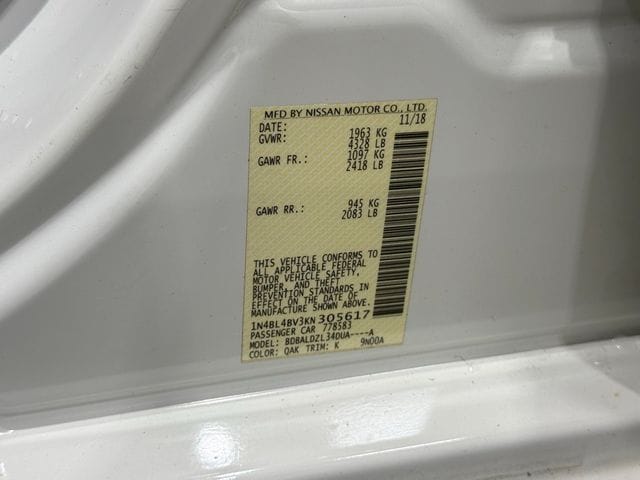 MFD BY NISSAN MOTOR CO., LTD.
DATE: 11/18
GVWR: 1963 KG
4328 LB
GAWR FR.: 1097 KG
2418 LB
GAWR RR.: 945 KG
2083 LB
THIS VEHICLE CONFORMS TO
ALL APPLICABLE FEDERAL
MOTOR VEHICLE SAFETY,
BUMPER, AND THEFT
PREVENTION STANDARDS IN
EFFECT ON THE DATE OF
MANUFACTURE SHOWN ABOVE.
1N4BL4BV3KN305617
PASSENGER CAR 778583
MODEL: BDBALDZL34DUA----A
COLOR: QAK TRIM: K 9N00A